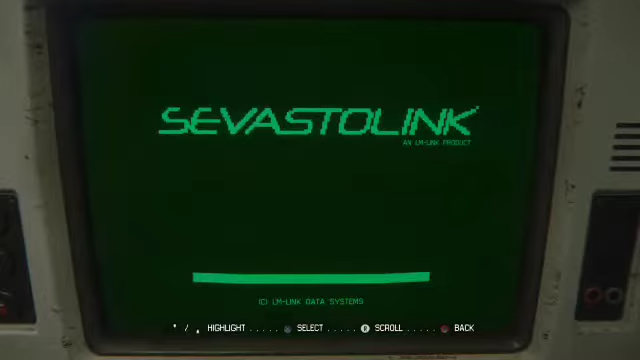 SEVASTOLINK
AN LM-LINK PRODUCT
(C) LM-LINK DATA SYSTEMS
/ HIGHLIGHT ..... SELECT ..... R SCROLL ..... BACK